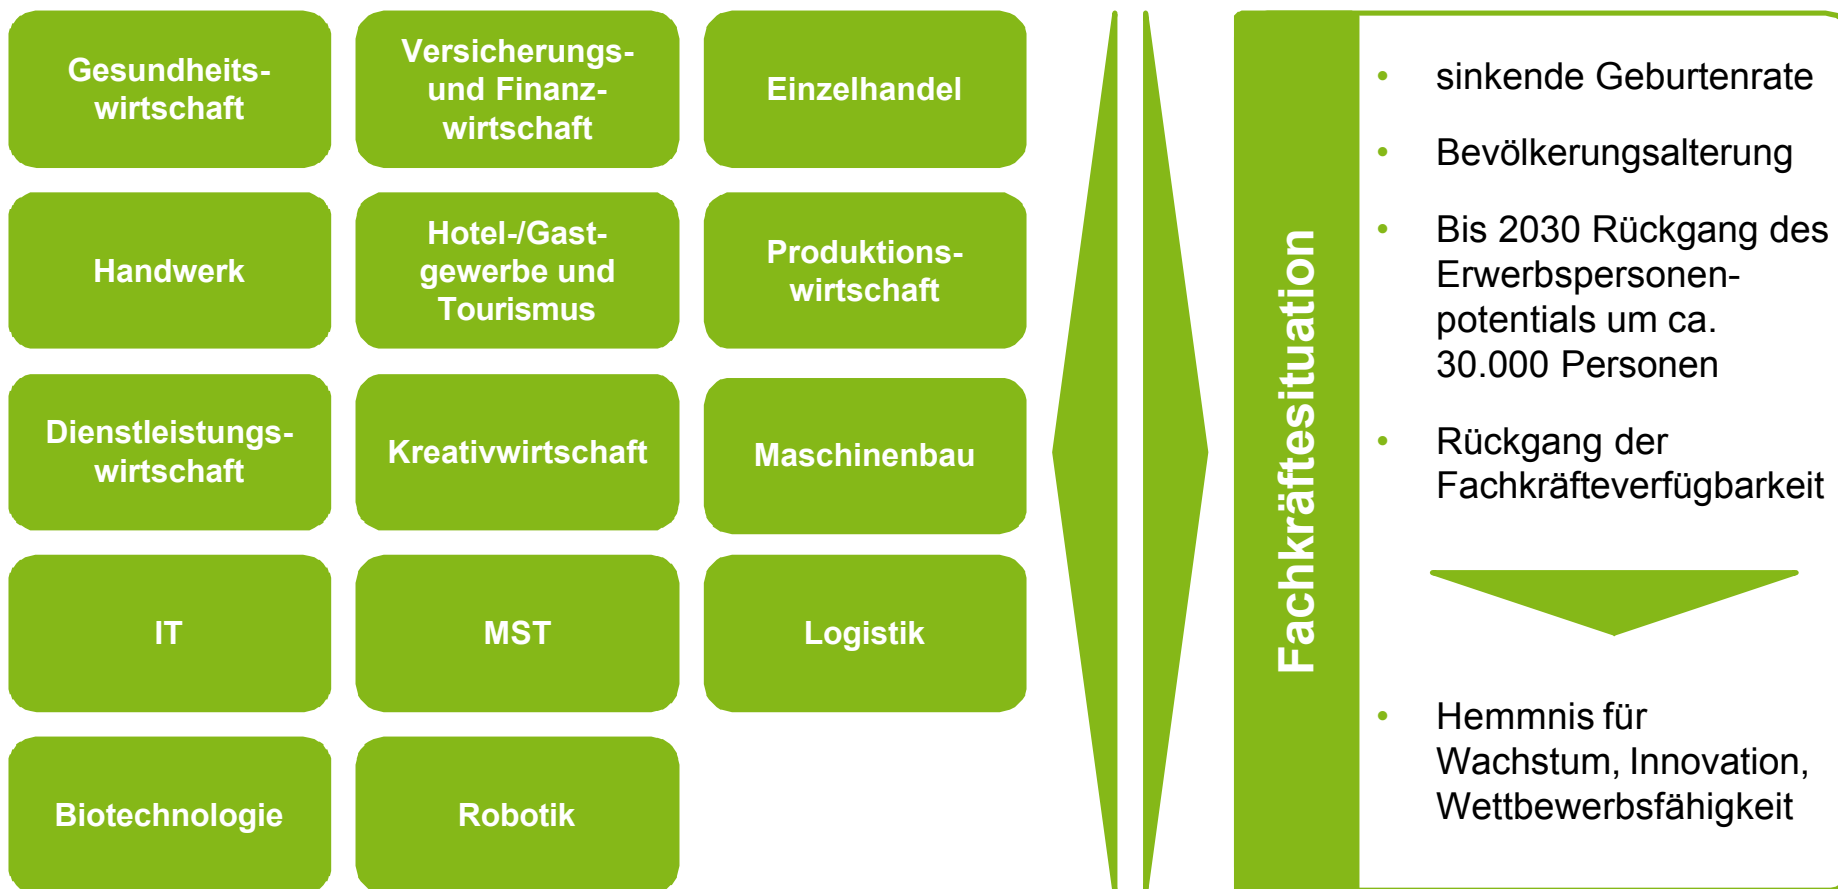 Gesundheits-
wirtschaft
Versicherungs-
und Finanz-
wirtschaft
Einzelhandel
Handwerk
Hotel-/Gast-
gewerbe und
Tourismus
Produktions-
wirtschaft
Dienstleistungs-
wirtschaft
Kreativwirtschaft
Maschinenbau
IT
MST
Logistik
Biotechnologie
Robotik
Fachkräftesituation
• sinkende Geburtenrate
• Bevölkerungsalterung
• Bis 2030 Rückgang des
Erwerbspersonen-
potentials um ca.
30.000 Personen
• Rückgang der
Fachkräfteverfügbarkeit
• Hemmnis für
Wachstum, Innovation,
Wettbewerbsfähigkeit